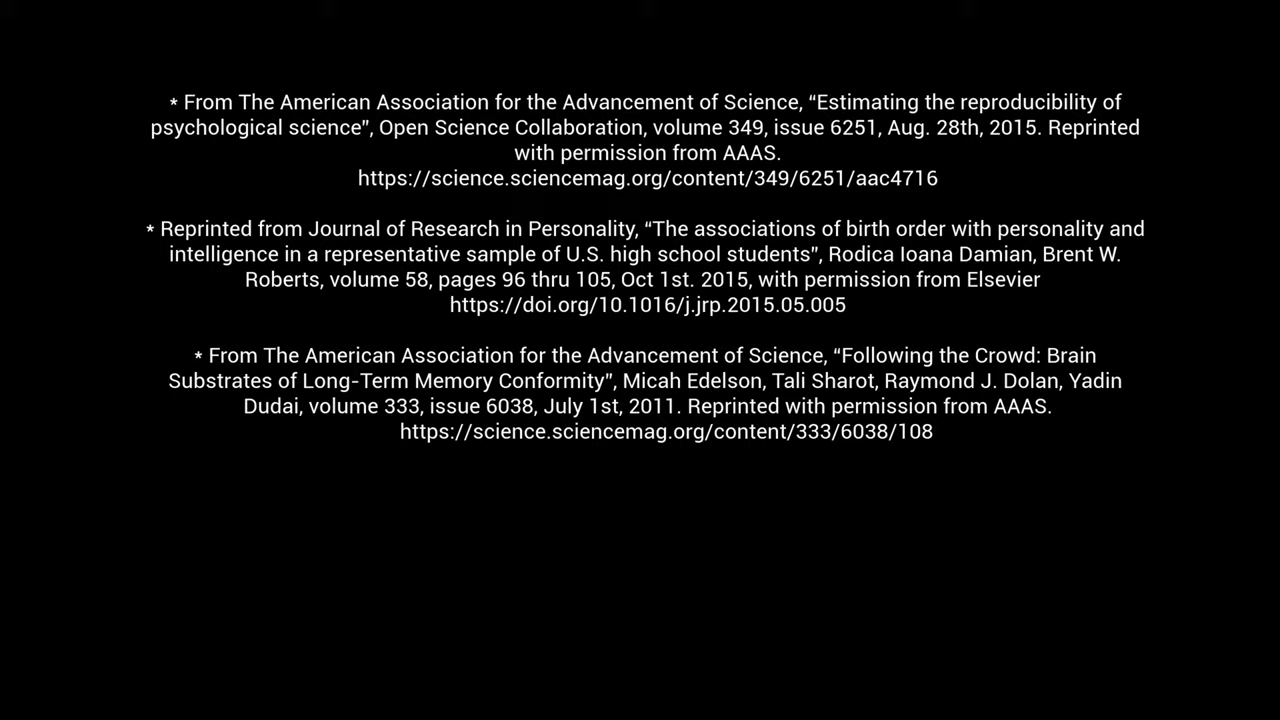 * From The American Association for the Advancement of Science, “Estimating the reproducibility of
psychological science”, Open Science Collaboration, volume 349, issue 6251, Aug. 28th, 2015. Reprinted
with permission from AAAS.
https://science.sciencemag.org/content/349/6251/aac4716
* Reprinted from Journal of Research in Personality, “The associations of birth order with personality and
intelligence in a representative sample of U.S. high school students”, Rodica Ioana Damian, Brent W.
Roberts, volume 58, pages 96 thru 105, Oct 1st. 2015, with permission from Elsevier
https://doi.org/10.1016/j.jrp.2015.05.005
* From The American Association for the Advancement of Science, “Following the Crowd: Brain
Substrates of Long-Term Memory Conformity”, Micah Edelson, Tali Sharot, Raymond J. Dolan, Yadin
Dudai, volume 333, issue 6038, July 1st, 2011. Reprinted with permission from AAAS.
https://science.sciencemag.org/content/333/6038/108